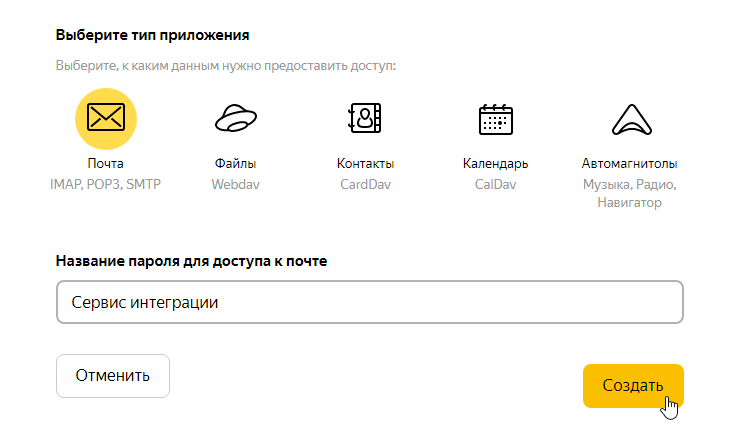 Выберите тип приложения
Выберите, к каким данным нужно предоставить доступ:
Почта
IMAP, POP3, SMTP
Файлы
Webdav
Контакты
CardDav
Календарь
CalDav
Автомагнитолы
Музыка, Радио,
Навигатор
Название пароля для доступа к почте
Сервис интеграции
Отменить
Создать